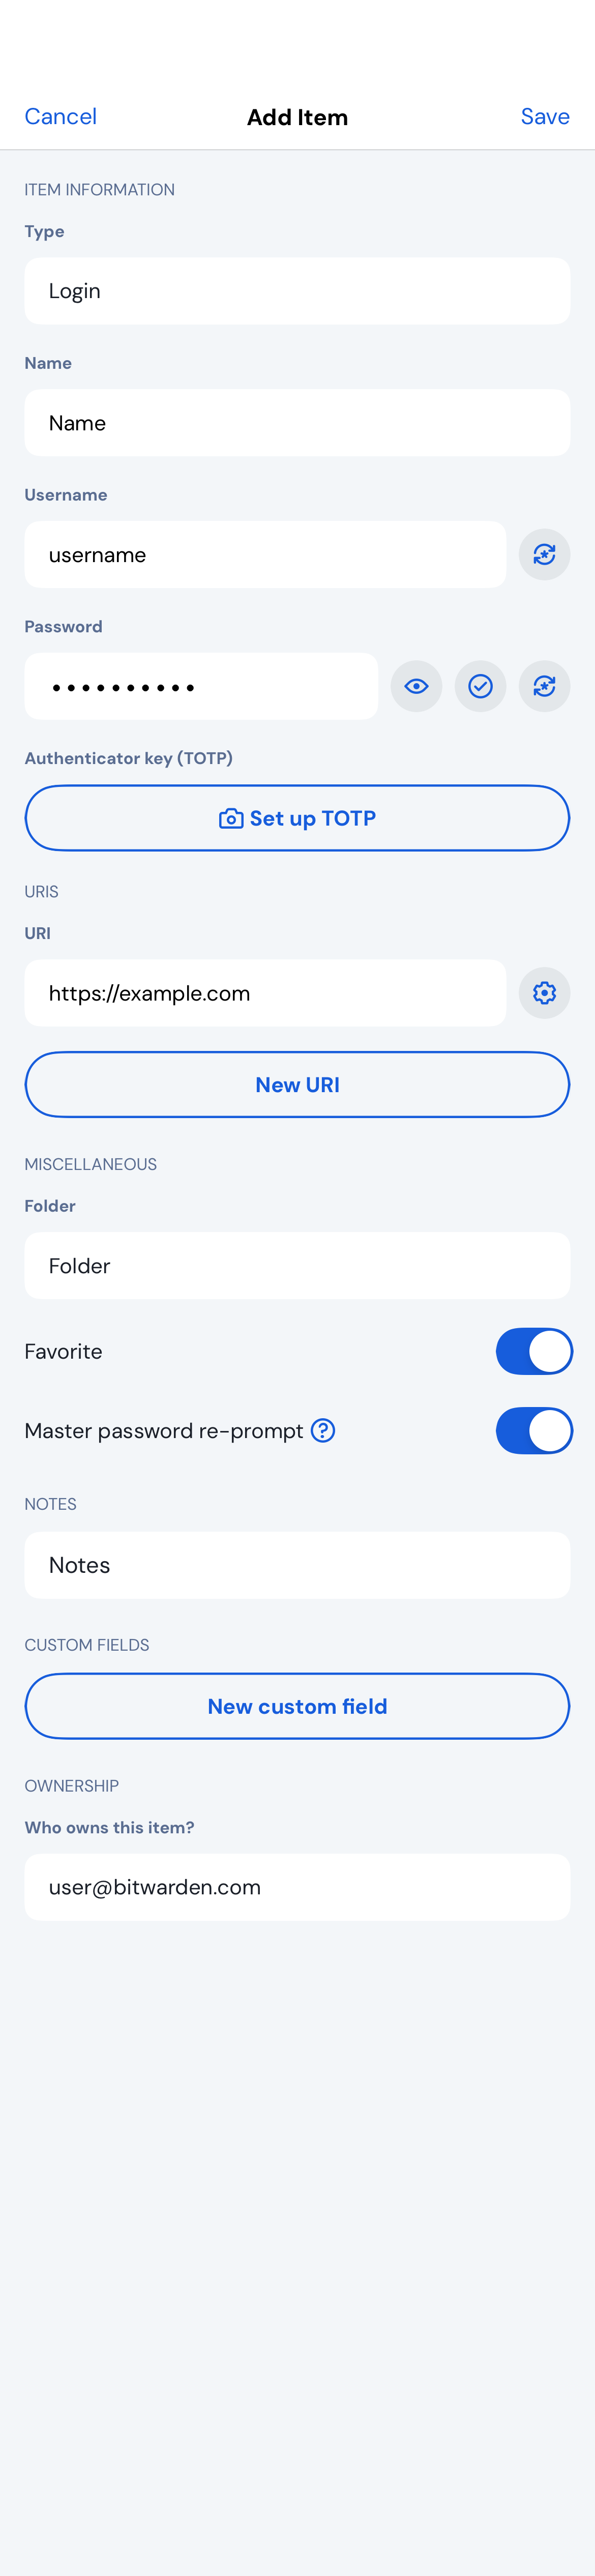 Cancel Add Item Save
ITEM INFORMATION
Type
Login
Name
Name
Username
username
Password
••••••••••
Authenticator key (TOTP)
Set up TOTP
URIS
URI
https://example.com
New URI
MISCELLANEOUS
Folder
Folder
Favorite
Master password re-prompt
NOTES
Notes
CUSTOM FIELDS
New custom field
OWNERSHIP
Who owns this item?
user@bitwarden.com